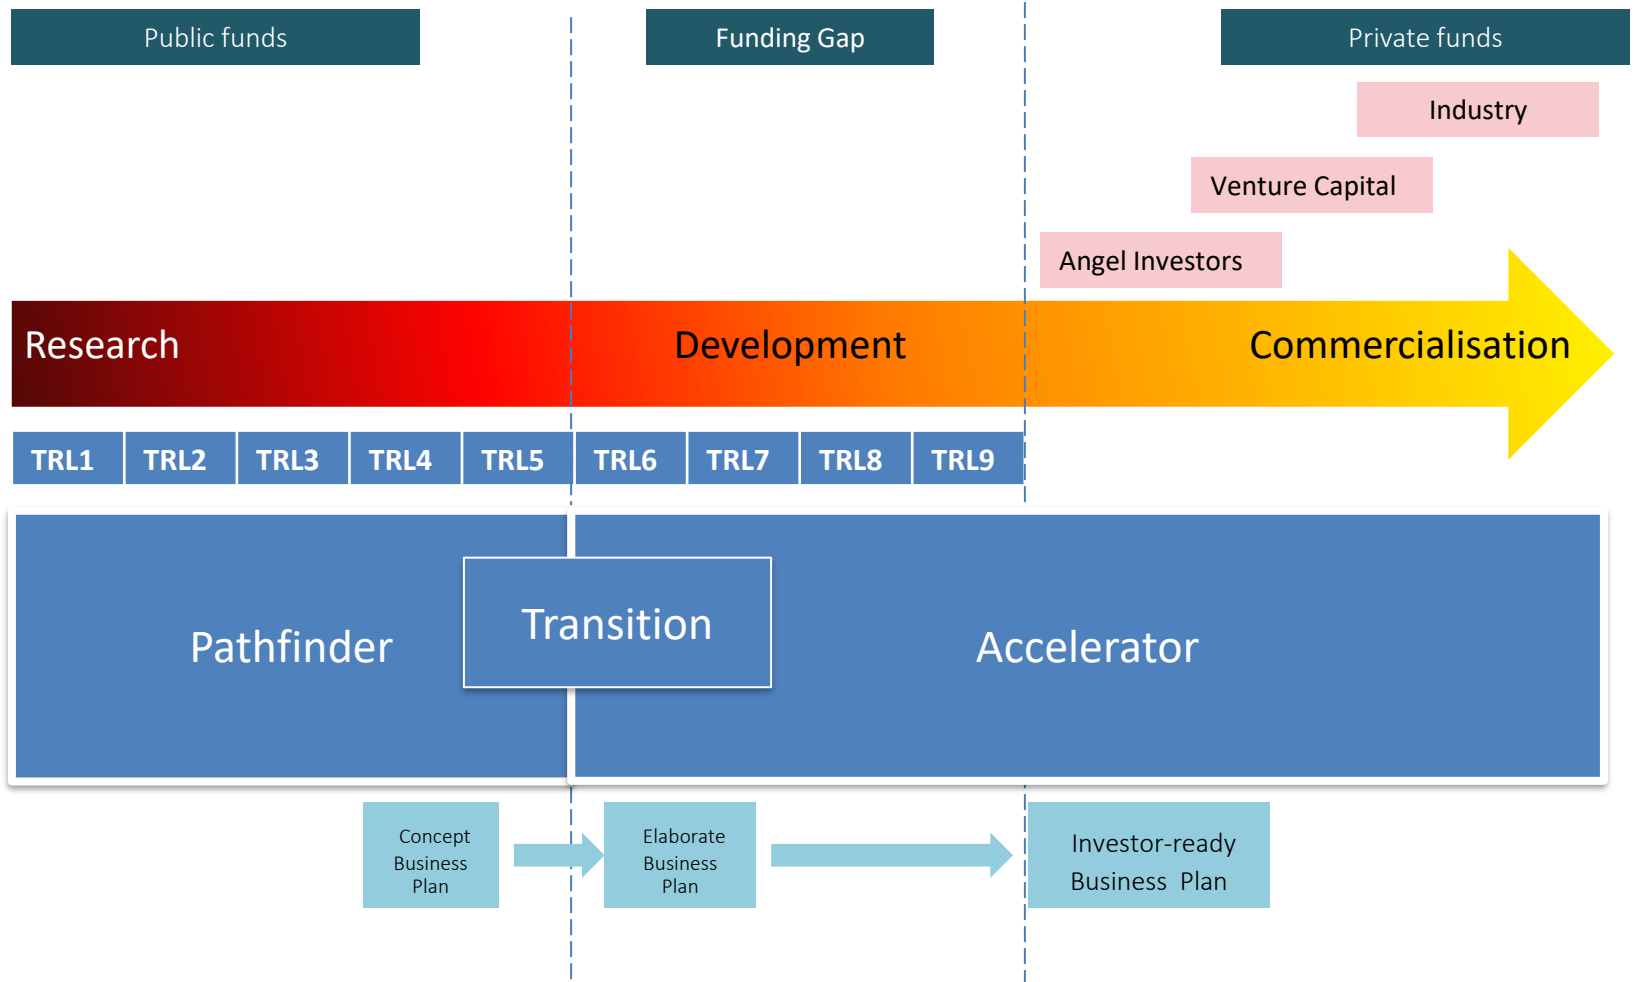 Public funds
Funding Gap
Private funds
Industry
Venture Capital
Angel Investors
Research
Development
Commercialisation
TRL1
TRL2
TRL3
TRL4
TRL5
TRL6
TRL7
TRL8
TRL9
Pathfinder
Transition
Accelerator
Concept
Business
Plan
Elaborate
Business
Plan
Investor-ready
Business Plan